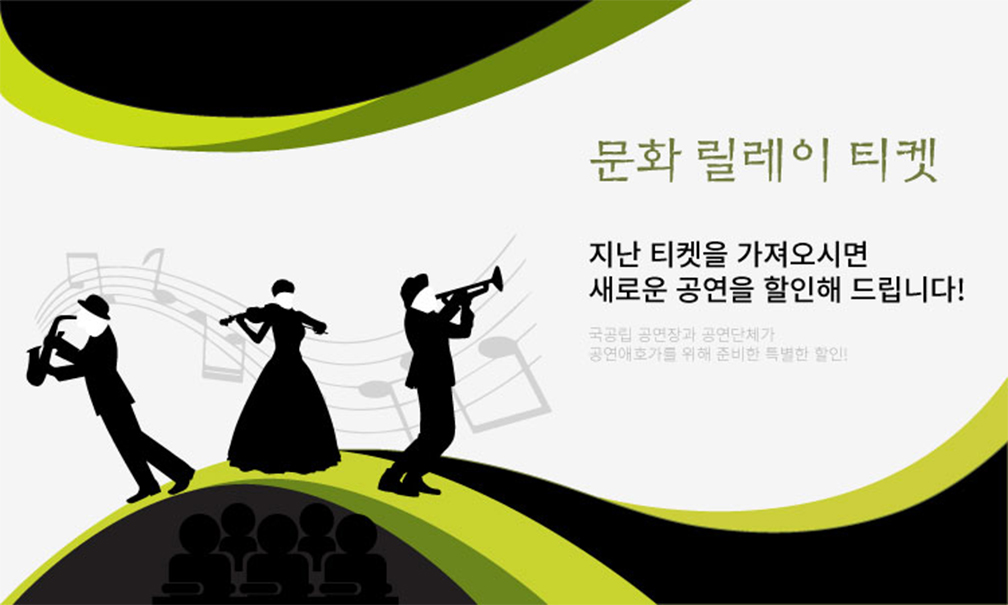 문화 릴레이 티켓
지난 티켓을 가져오시면
새로운 공연을 할인해 드립니다!
국공립 공연장과 공연단체가
공연애호가를 위해 준비한 특별한 할인!